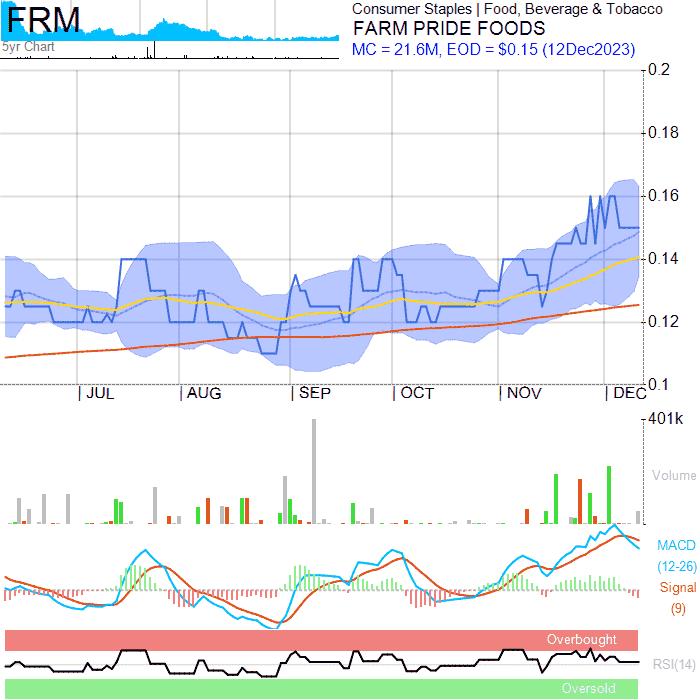 FRM
5yr Chart
Consumer Staples | Food, Beverage & Tobacco
FARM PRIDE FOODS
MC = 21.6M, EOD = $0.15 (12Dec2023)
0.2
0.18
0.16
0.14
0.12
0.1
JUL AUG SEP OCT NOV DEC
401k
Volume
MACD
(12-26)
Signal
(9)
Overbought
RSI(14)
Oversold